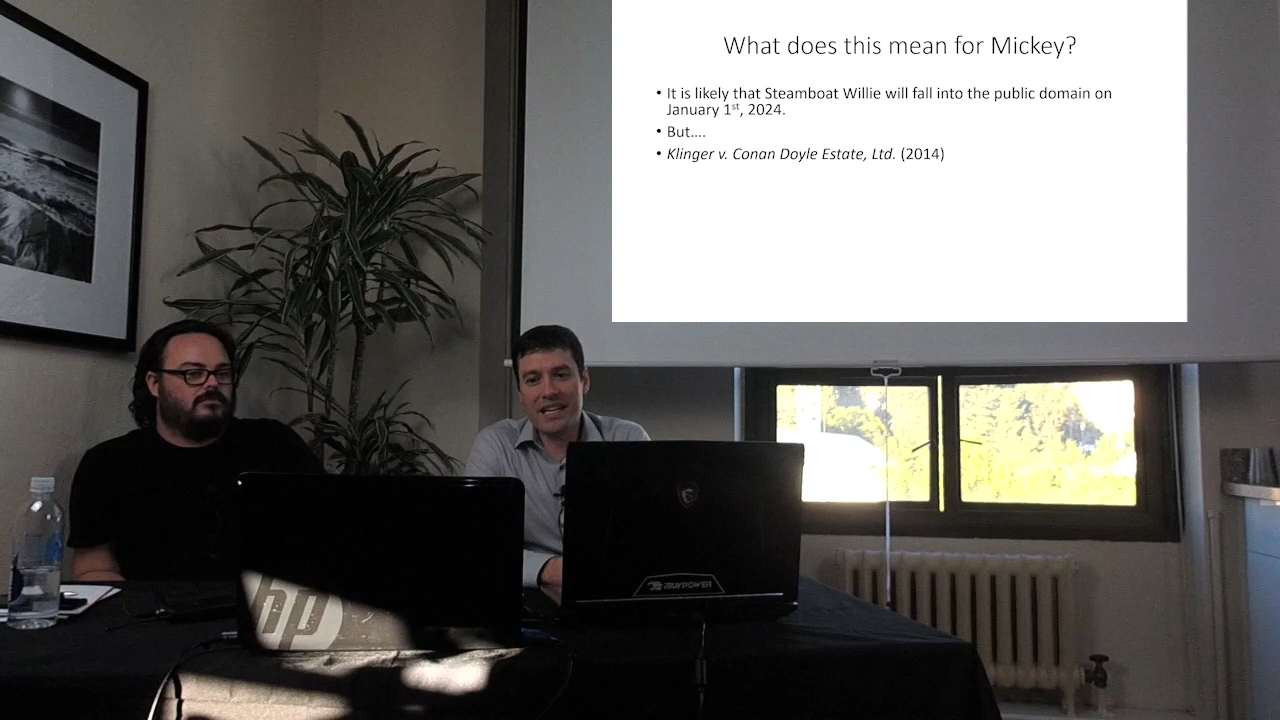 What does this mean for Mickey?
• It is likely that Steamboat Willie will fall into the public domain on
January 1st, 2024.
• But....
• Klinger v. Conan Doyle Estate, Ltd. (2014)
iBUYPOWER
hp